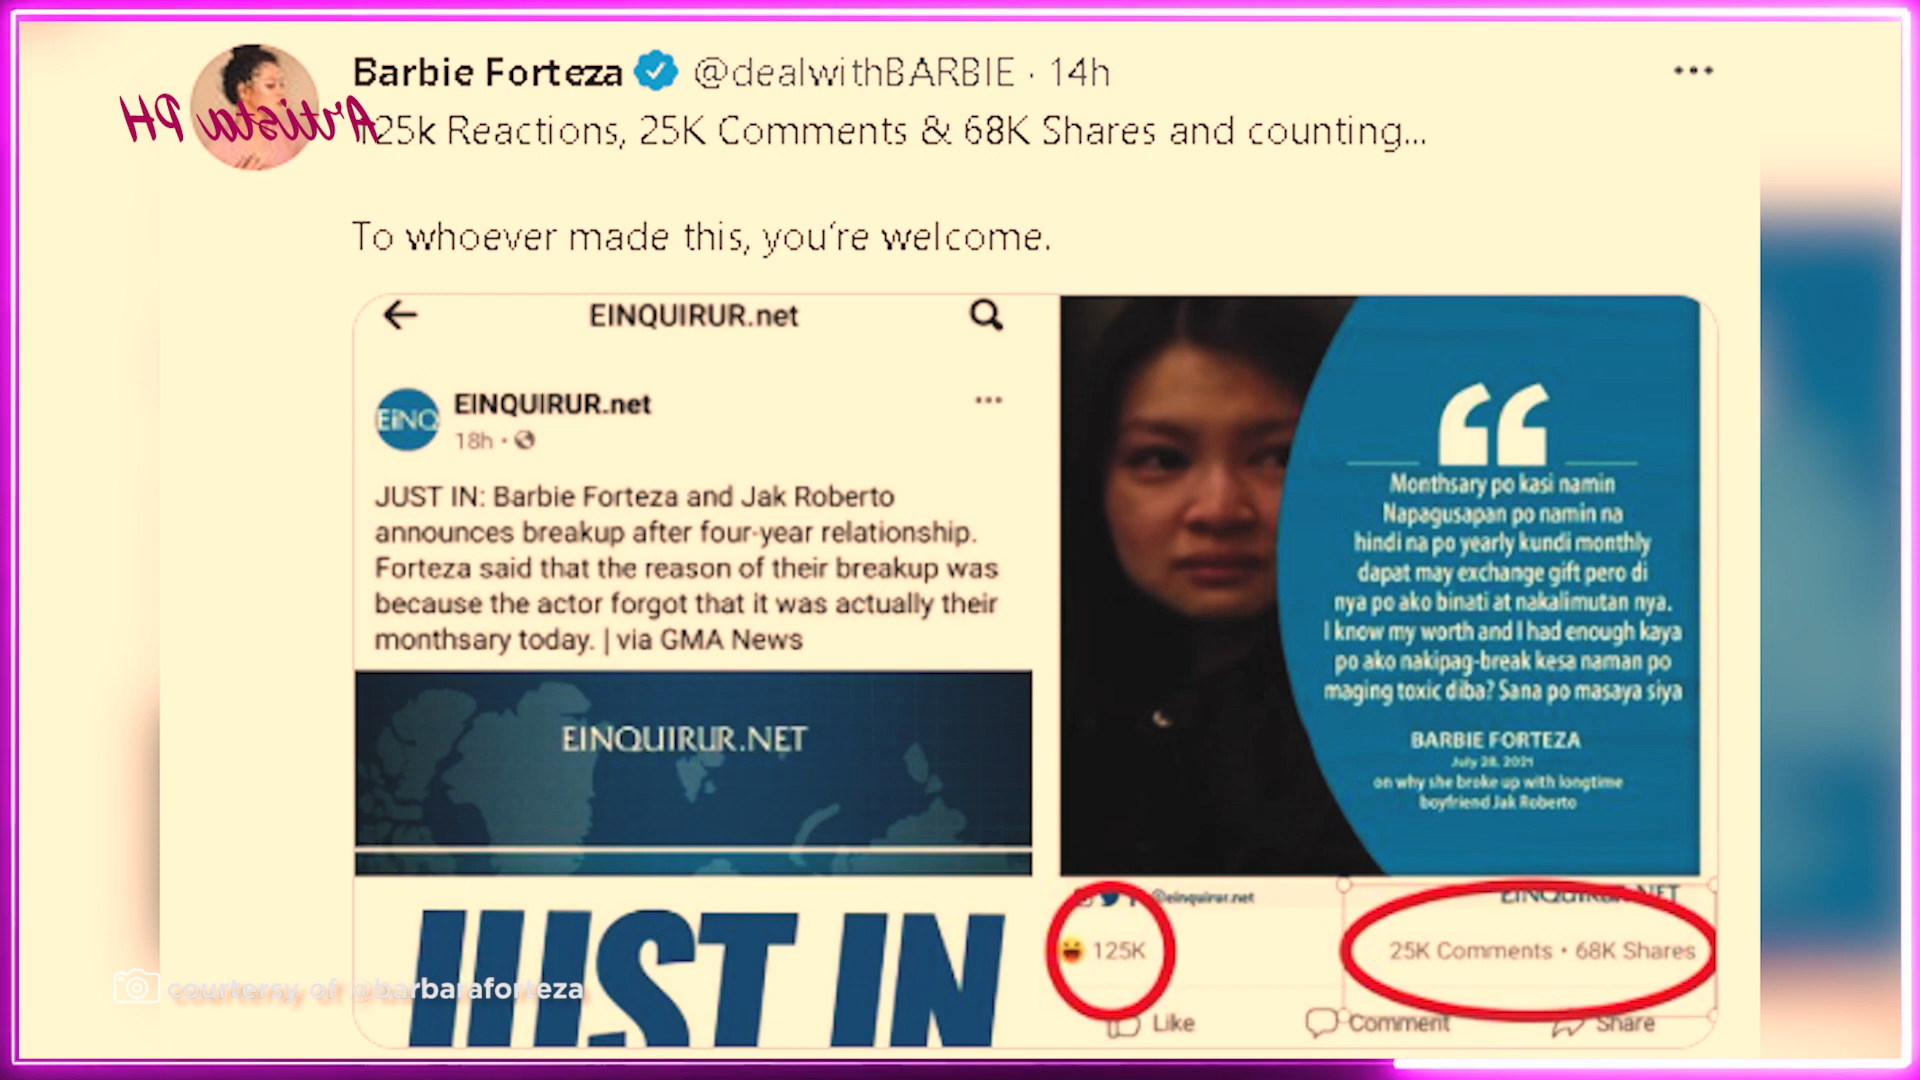 Barbie Forteza @dealwithBARBIE · 14h
Artista PH
125k Reactions, 25K Comments & 68K Shares and counting...
To whoever made this, you're welcome.
EINQUIRUR.net
EINQ
EINQUIRUR.net
18h ·
JUST IN: Barbie Forteza and Jak Roberto
announces breakup after four-year relationship.
Forteza said that the reason of their breakup was
because the actor forgot that it was actually their
monthsary today. | via GMA News
EINQUIRUR.NET
JUST IN
Monthsary po kasi namin
Napagusapan po namin na
hindi na po yearly kundi monthly
dapat may exchange gift pero di
nya po ako binati at nakalimutan nya.
I know my worth and I had enough kaya
po ako nakipag-break kesa naman po
maging toxic diba? Sana po masaya siya
BARBIE FORTEZA
July 28, 2021
on why she broke up with longtime
boyfriend Jak Roberto
@einquirur.net
EINQUIRUR.NET
125K
25K Comments · 68K Shares
Like Comment Share
courtersy of @barbaraforteza